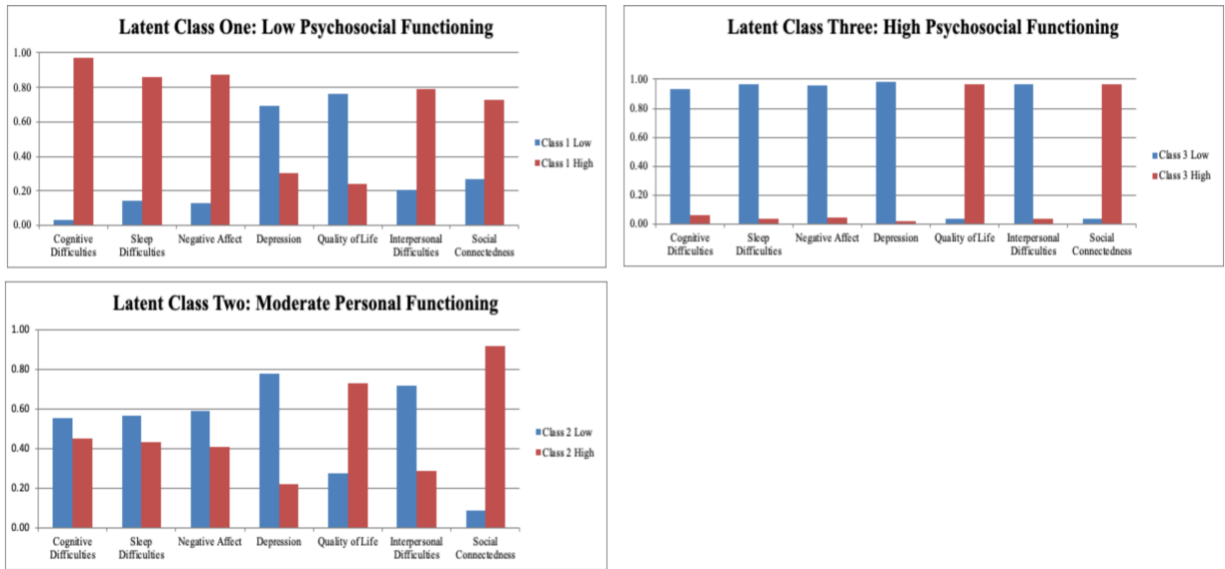 Latent Class One: Low Psychosocial Functioning
1.00
0.80
0.60
0.40
0.20
0.00
Cognitive
Difficulties
Sleep
Difficulties
Negative Affect
Depression
Quality of Life
Interpersonal
Difficulties
Social
Connectedness
Class 1 Low
Class 1 High
Latent Class Three: High Psychosocial Functioning
1.00
0.80
0.60
0.40
0.20
0.00
Cognitive
Difficulties
Sleep
Difficulties
Negative Affect
Depression
Quality of Life
Interpersonal
Difficulties
Social
Connectedness
Class 3 Low
Class 3 High
Latent Class Two: Moderate Personal Functioning
1.00
0.80
0.60
0.40
0.20
0.00
Cognitive
Difficulties
Sleep
Difficulties
Negative Affect
Depression
Quality of Life
Interpersonal
Difficulties
Social
Connectedness
Class 2 Low
Class 2 High